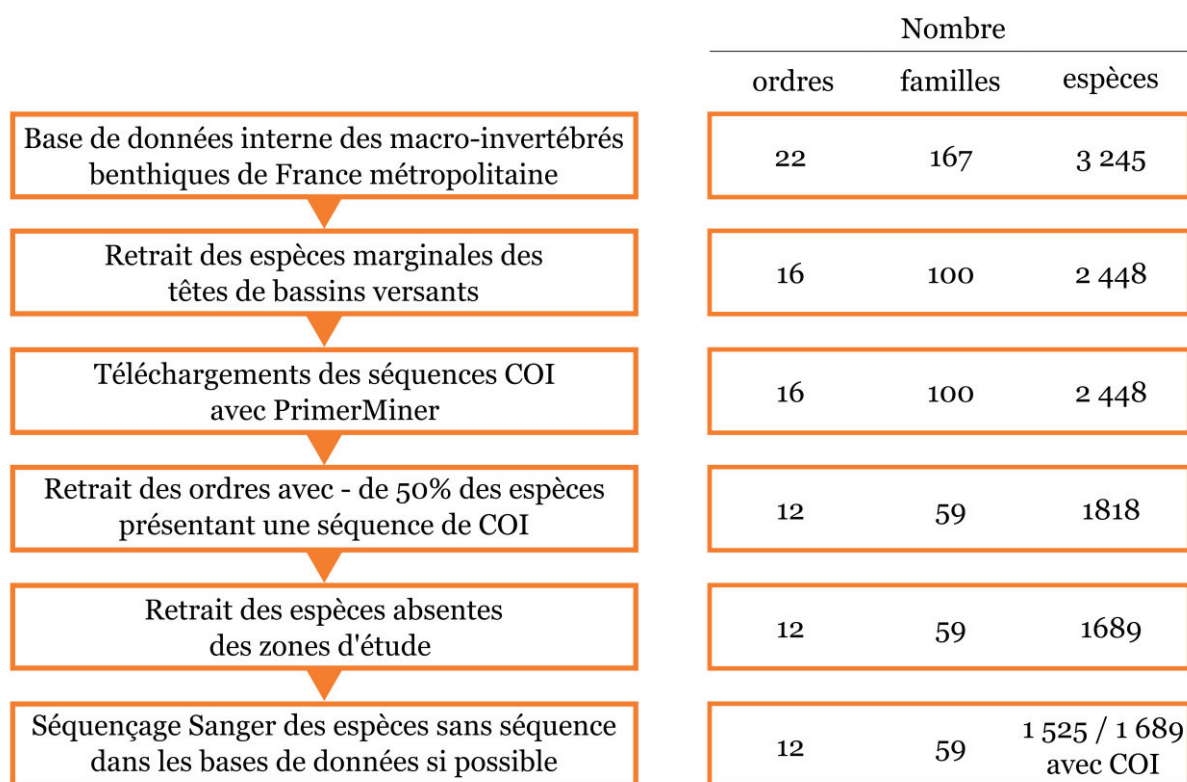 Nombre
ordres familles espèces
Base de données interne des macro-invertébrés
benthiques de France métropolitaine
22 167 3 245
Retrait des espèces marginales des
têtes de bassins versants
16 100 2 448
Téléchargements des séquences COI
avec PrimerMiner
16 100 2 448
Retrait des ordres avec - de 50% des espèces
présentant une séquence de COI
12 59 1818
Retrait des espèces absentes
des zones d'étude
12 59 1689
Séquençage Sanger des espèces sans séquence
dans les bases de données si possible
12 59 1 525 / 1 689
avec COI